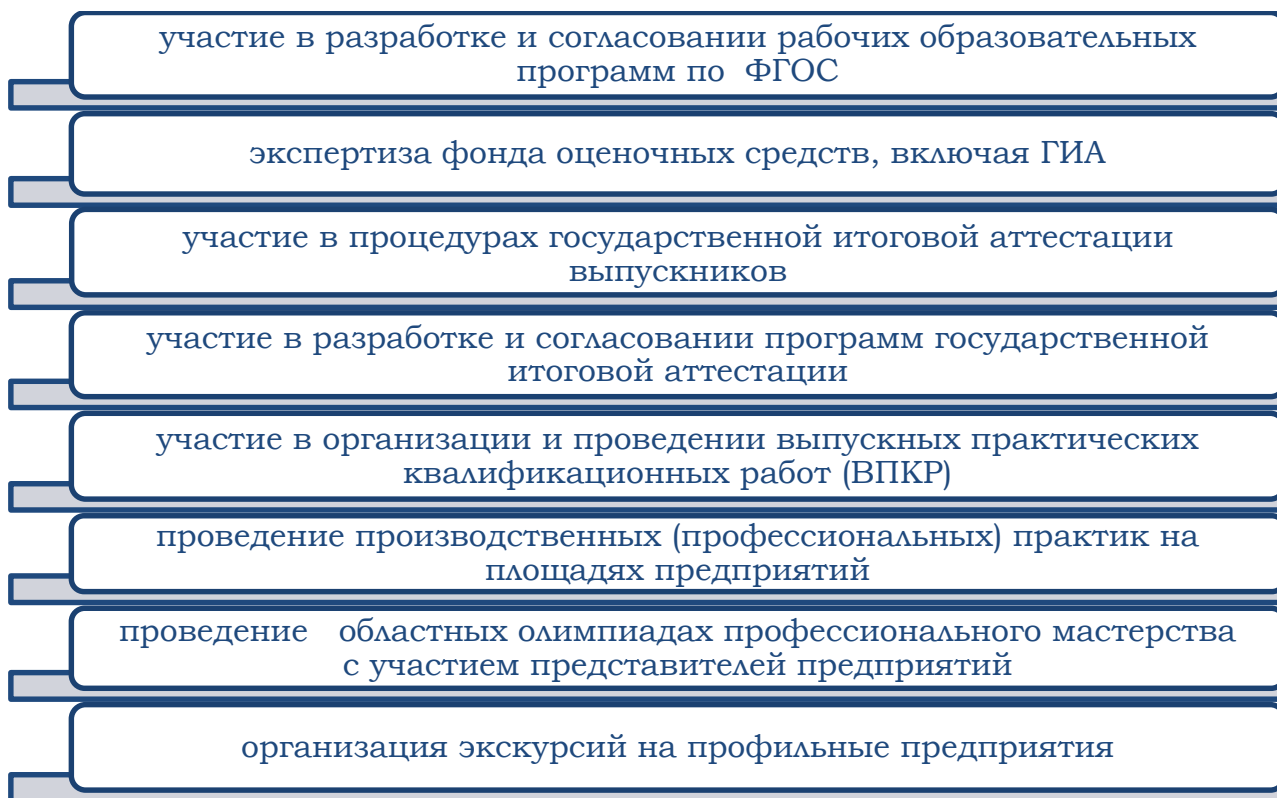 участие в разработке и согласовании рабочих образовательных
программ по ФГОС
экспертиза фонда оценочных средств, включая ГИА
участие в процедурах государственной итоговой аттестации
выпускников
участие в разработке и согласовании программ государственной
итоговой аттестации
участие в организации и проведении выпускных практических
квалификационных работ (ВПКР)
проведение производственных (профессиональных) практик на
площадях предприятий
проведение областных олимпиадах профессионального мастерства
с участием представителей предприятий
организация экскурсий на профильные предприятия